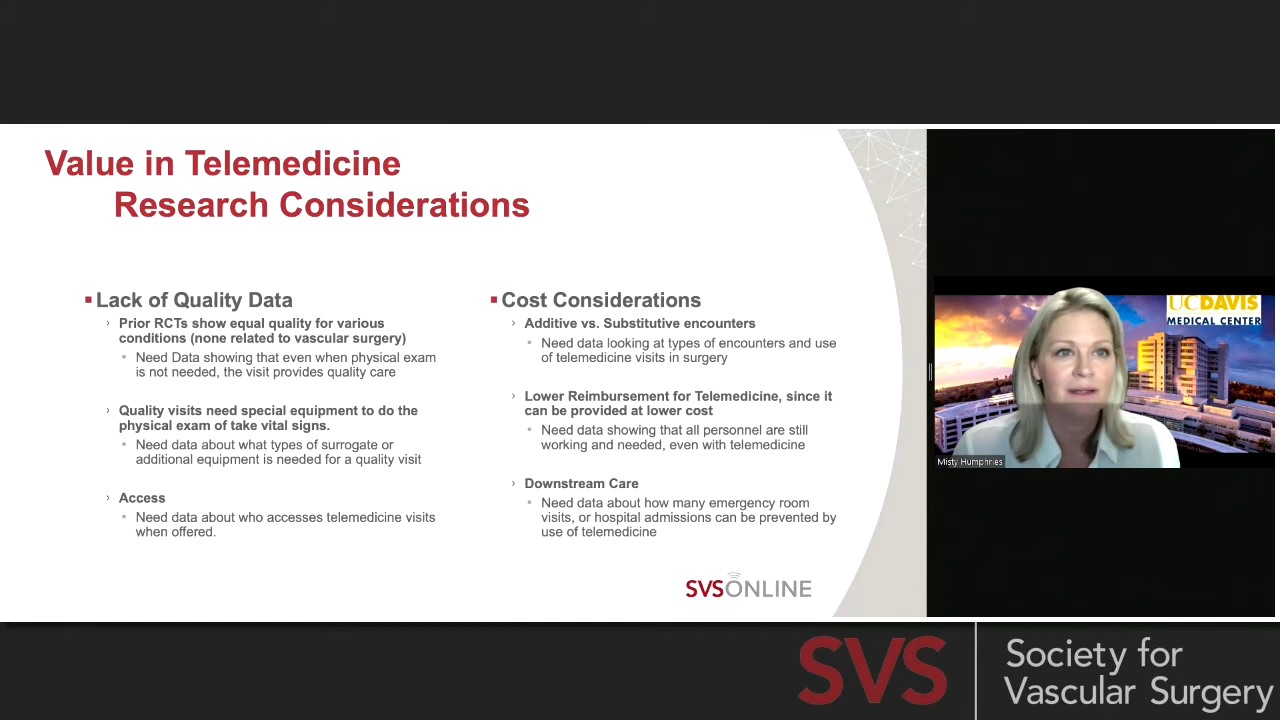 Value in Telemedicine
Research Considerations
Lack of Quality Data
Prior RCTs show equal quality for various
conditions (none related to vascular surgery)
Need Data showing that even when physical exam
is not needed, the visit provides quality care
Quality visits need special equipment to do the
physical exam of take vital signs.
Need data about what types of surrogate or
additional equipment is needed for a quality visit
Access
Need data about who accesses telemedicine visits
when offered.
Cost Considerations
Additive vs. Substitutive encounters
Need data looking at types of encounters and use
of telemedicine visits in surgery
Lower Reimbursement for Telemedicine, since it
can be provided at lower cost
Need data showing that all personnel are still
working and needed, even with telemedicine
Downstream Care
Need data about how many emergency room
visits, or hospital admissions can be prevented by
use of telemedicine
SVSONLINE
UCDAVIS
MEDICAL CENTER
Misty Humphries
SVS
Society for
Vascular Surgery